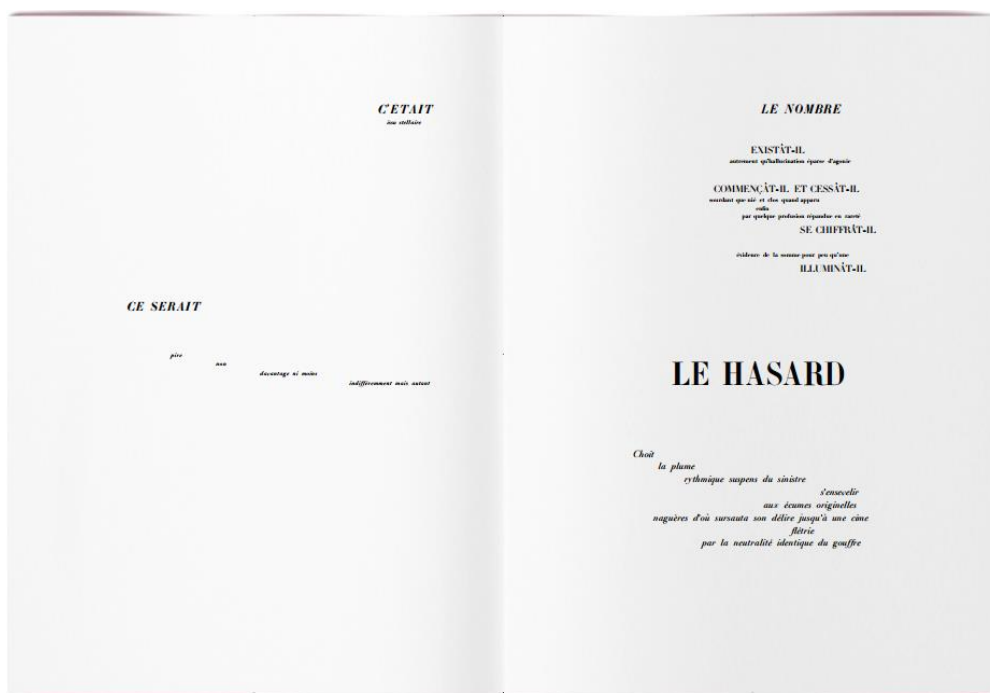 C'ETAIT
issu stellaire
CE SERAIT
pire
non
davantage ni moins
indifféremment mais autant
LE NOMBRE
EXISTÂT-IL
autrement qu'hallucination éparse d'agonie
COMMENÇÂT-IL ET CESSÂT-IL
sourdant que nié et clos quand apparu
enfin
par quelque profusion répandue en rareté
SE CHIFFRÂT-IL
évidence de la somme pour peu qu'une
ILLUMINÂT-IL
LE HASARD
Choit
la plume
rythmique suspens du sinistre
s'ensevelir
aux écumes originelles
naguères d'où sursauta son délire jusqu'à une cime
flétrie
par la neutralité identique du gouffre